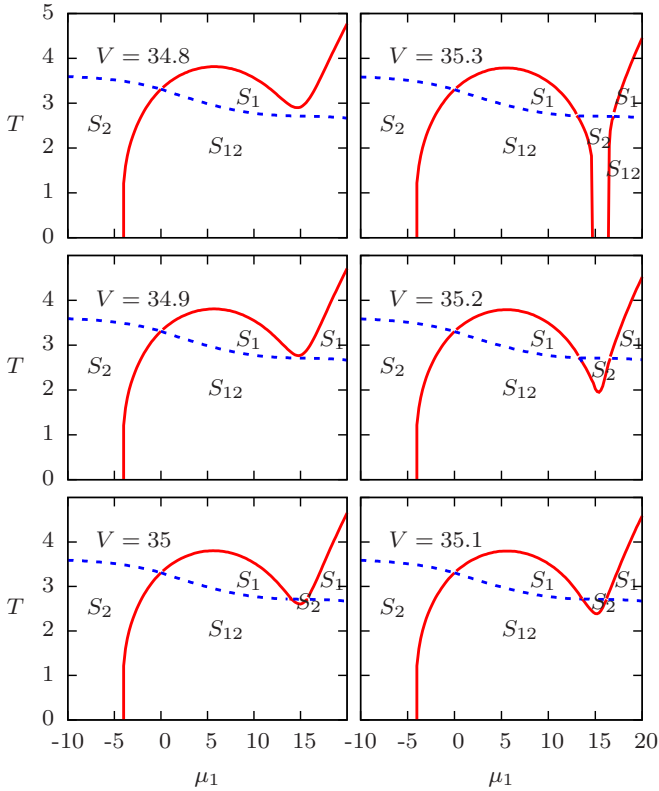 5
4
3
2
1
0
T
V = 34.8
S₂
S₁
S₁₂
V = 35.3
S₂
S₁
S₁₂
S₂
S₁
S₁₂
4
3
2
1
0
T
V = 34.9
S₂
S₁
S₁₂
S₁
V = 35.2
S₂
S₁
S₁₂
S₂
S₁
4
3
2
1
0
T
V = 35
S₂
S₁
S₁₂
S₂
S₁
V = 35.1
S₂
S₁
S₁₂
S₂
S₁
-10 -5 0 5 10 15 -10 -5 0 5 10 15 20
μ₁ μ₁